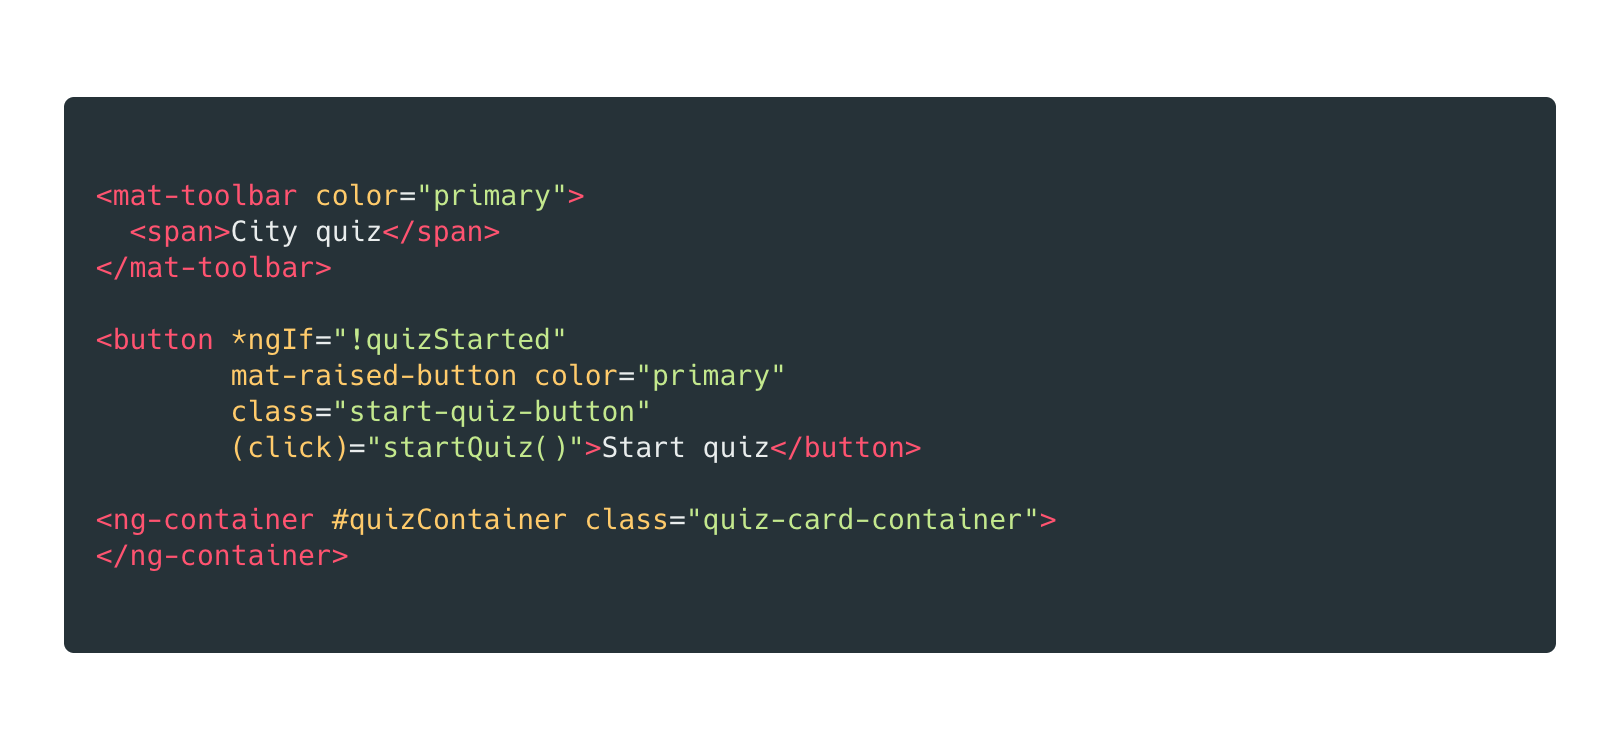 <mat-toolbar color="primary">
  <span>City quiz</span>
</mat-toolbar>

<button *ngIf="!quizStarted"
        mat-raised-button color="primary"
        class="start-quiz-button"
        (click)="startQuiz()">Start quiz</button>

<ng-container #quizContainer class="quiz-card-container">
</ng-container>